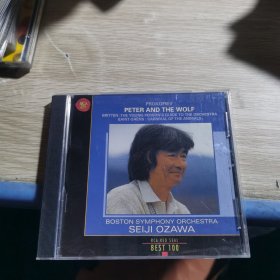 PROKOFIEV
PETER AND THE WOLF
BRITTEN: THE YOUNG PERSON'S GUIDE TO THE ORCHESTRA
SAINT-SAËNS: CARNIVAL OF THE ANIMALS
BOSTON SYMPHONY ORCHESTRA
SEIJI OZAWA
RCA RED SEAL
BEST 100